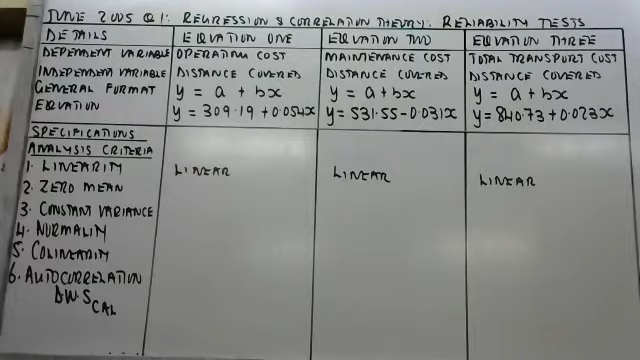 JUNE 2005 Q1: REGRESSION & CORRELATION THEORY: RELIABILITY TESTS
DETAILS EQUATION ONE EQUATION TWO EQUATION THREE
DEPENDENT VARIABLE OPERATING COST MAINTENANCE COST TOTAL TRANSPORT COST
INDEPENDENT VARIABLE DISTANCE COVERED DISTANCE COVERED DISTANCE COVERED
GENERAL FORMAT y = a + bx y = a + bx y = a + bx
EQUATION y = 309.19 + 0.054x y = 531.55 - 0.031x y = 840.73 + 0.023x
SPECIFICATIONS
ANALYSIS CRITERIA
1. LINEARITY LINEAR LINEAR LINEAR
2. ZERO MEAN
3. CONSTANT VARIANCE
4. NORMALITY
5. COLINEARITY
6. AUTOCORRELATION
D.W.S CAL